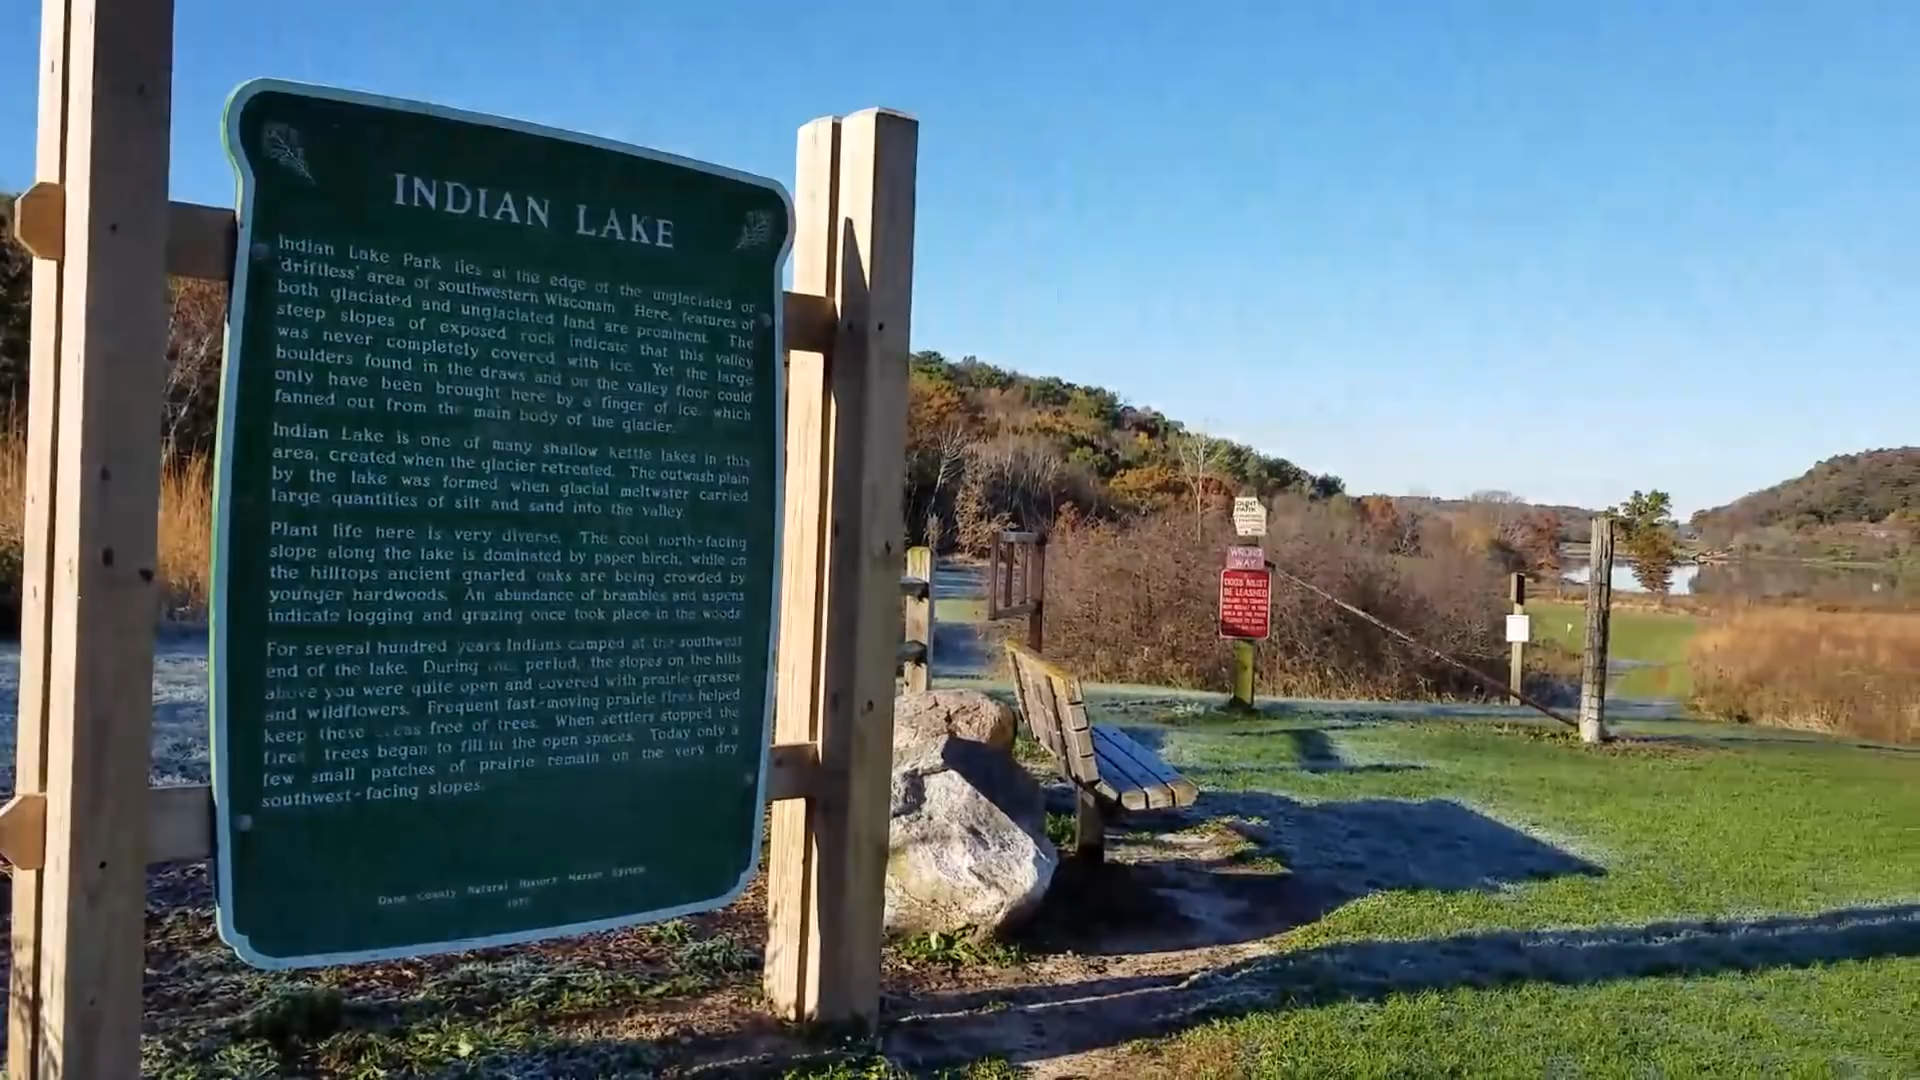 INDIAN LAKE
Indian Lake Park lies at the edge of the unglaciated or
'driftless' area of southwestern Wisconsin. Here, features of
both glaciated and unglaciated land are prominent. The
steep slopes of exposed rock indicate that this valley
was never completely covered with ice. Yet the large
boulders found in the draws and on the valley floor could
only have been brought here by a finger of ice, which
fanned out from the main body of the glacier.
Indian Lake is one of many shallow kettle lakes in this
area, created when the glacier retreated. The outwash plain
by the lake was formed when glacial meltwater carried
large quantities of silt and sand into the valley.
Plant life here is very diverse. The cool north-facing
slope along the lake is dominated by paper birch, while on
the hilltops ancient gnarled oaks are being crowded by
younger hardwoods. An abundance of brambles and aspens
indicate logging and grazing once took place in the woods
For several hundred years Indians camped at the southwest
end of the lake. During period, the slopes on the hills
above you were quite open and covered with prairie grasses
and wildflowers. Frequent fast-moving prairie fires helped
keep these free of trees. When settlers stopped the
fire trees began to fill in the open spaces. Today only a
few small patches of prairie remain on the very dry
southwest-facing slopes.
Dane County Natural History Marker System
WRONG
WAY
DOGS MUST
BE LEASHED